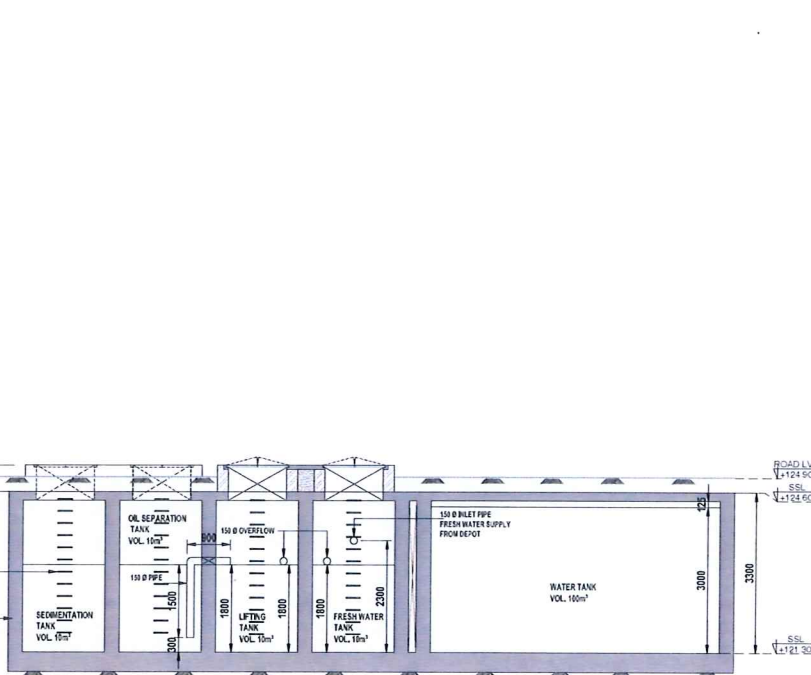 ROAD LV
+124.90
SSL
+124.60
125
OIL SEPARATION
TANK
VOL. 10m³
150 Ø OVERFLOW
800
150 Ø INLET PIPE
FRESH WATER SUPPLY
FROM DEPOT
150 Ø PIPE
1500
300
1800
1800
1800
2300
3000
3300
WATER TANK
VOL. 100m³
SEDIMENTATION
TANK
VOL. 10m³
LIFTING
TANK
VOL. 10m³
FRESH WATER
TANK
VOL. 10m³
SSL
+121.30